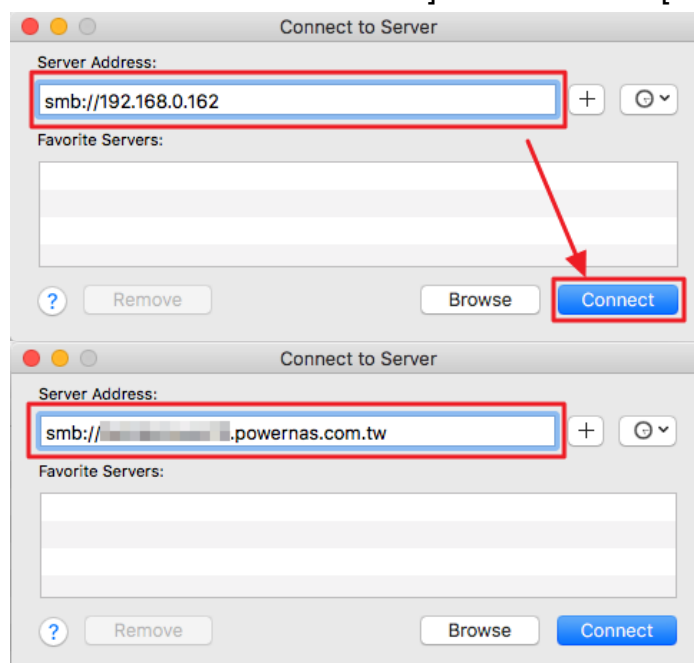 ] [
Connect to Server
Server Address:
smb://192.168.0.162
+
Favorite Servers:
? Remove Browse Connect
Connect to Server
Server Address:
smb:// .powernas.com.tw
+
Favorite Servers:
? Remove Browse Connect